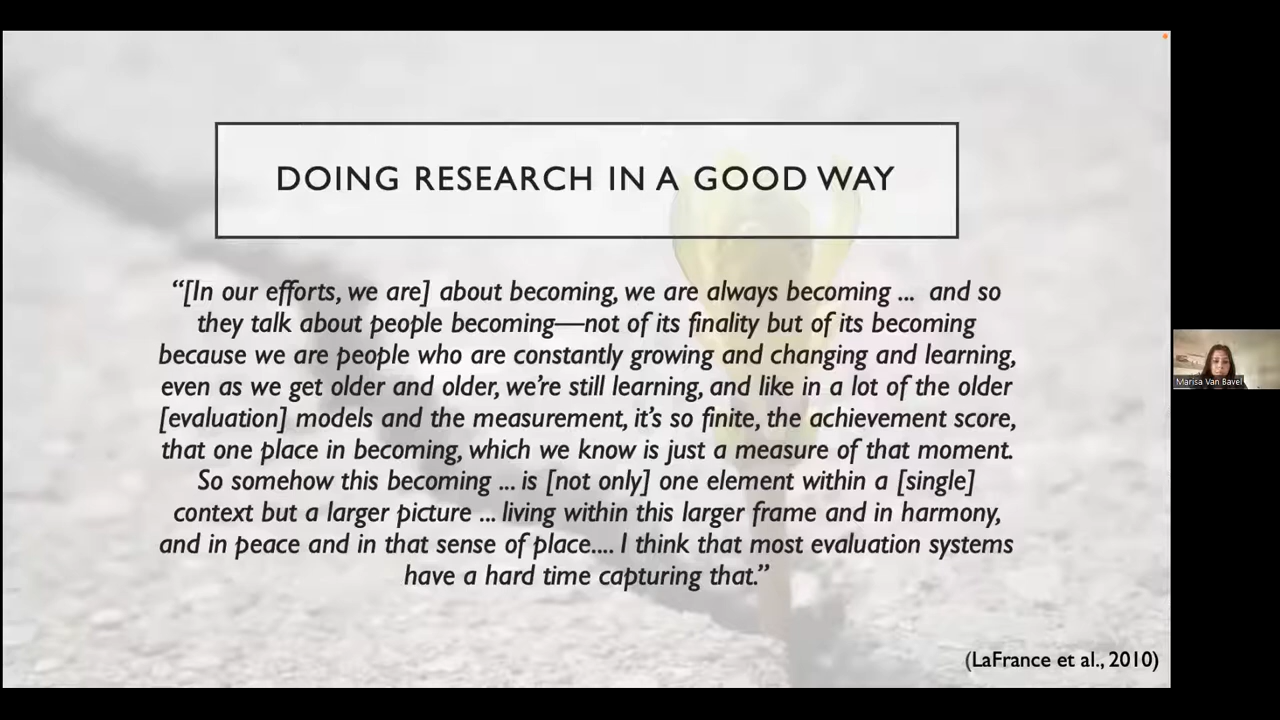 DOING RESEARCH IN A GOOD WAY
“[In our efforts, we are] about becoming, we are always becoming ... and so
they talk about people becoming—not of its finality but of its becoming
because we are people who are constantly growing and changing and learning,
even as we get older and older, we’re still learning, and like in a lot of the older
[evaluation] models and the measurement, it’s so finite, the achievement score,
that one place in becoming, which we know is just a measure of that moment.
So somehow this becoming ... is [not only] one element within a [single]
context but a larger picture ... living within this larger frame and in harmony,
and in peace and in that sense of place.... I think that most evaluation systems
have a hard time capturing that.”
(LaFrance et al., 2010)
Marisa Van Bavel